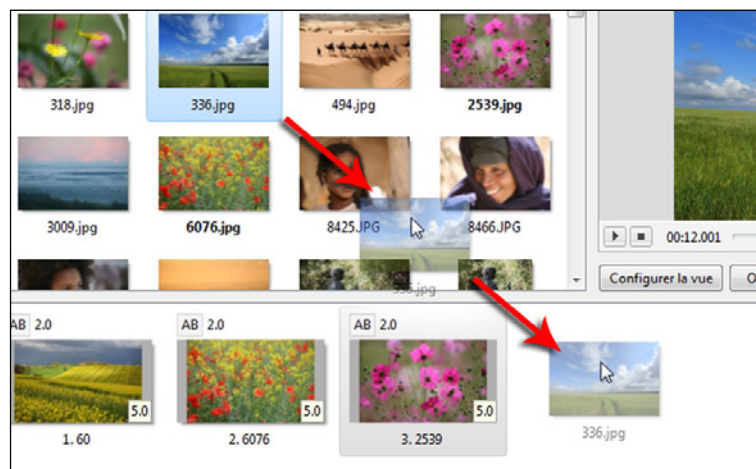 318.jpg
336.jpg
494.jpg
2539.jpg
3009.jpg
6076.jpg
8425.JPG
8466.JPG
336.jpg
00:12.001
Configurer la vue
O
AB 2.0
AB 2.0
AB 2.0
5.0
5.0
5.0
336.jpg
1. 60
2. 6076
3. 2539